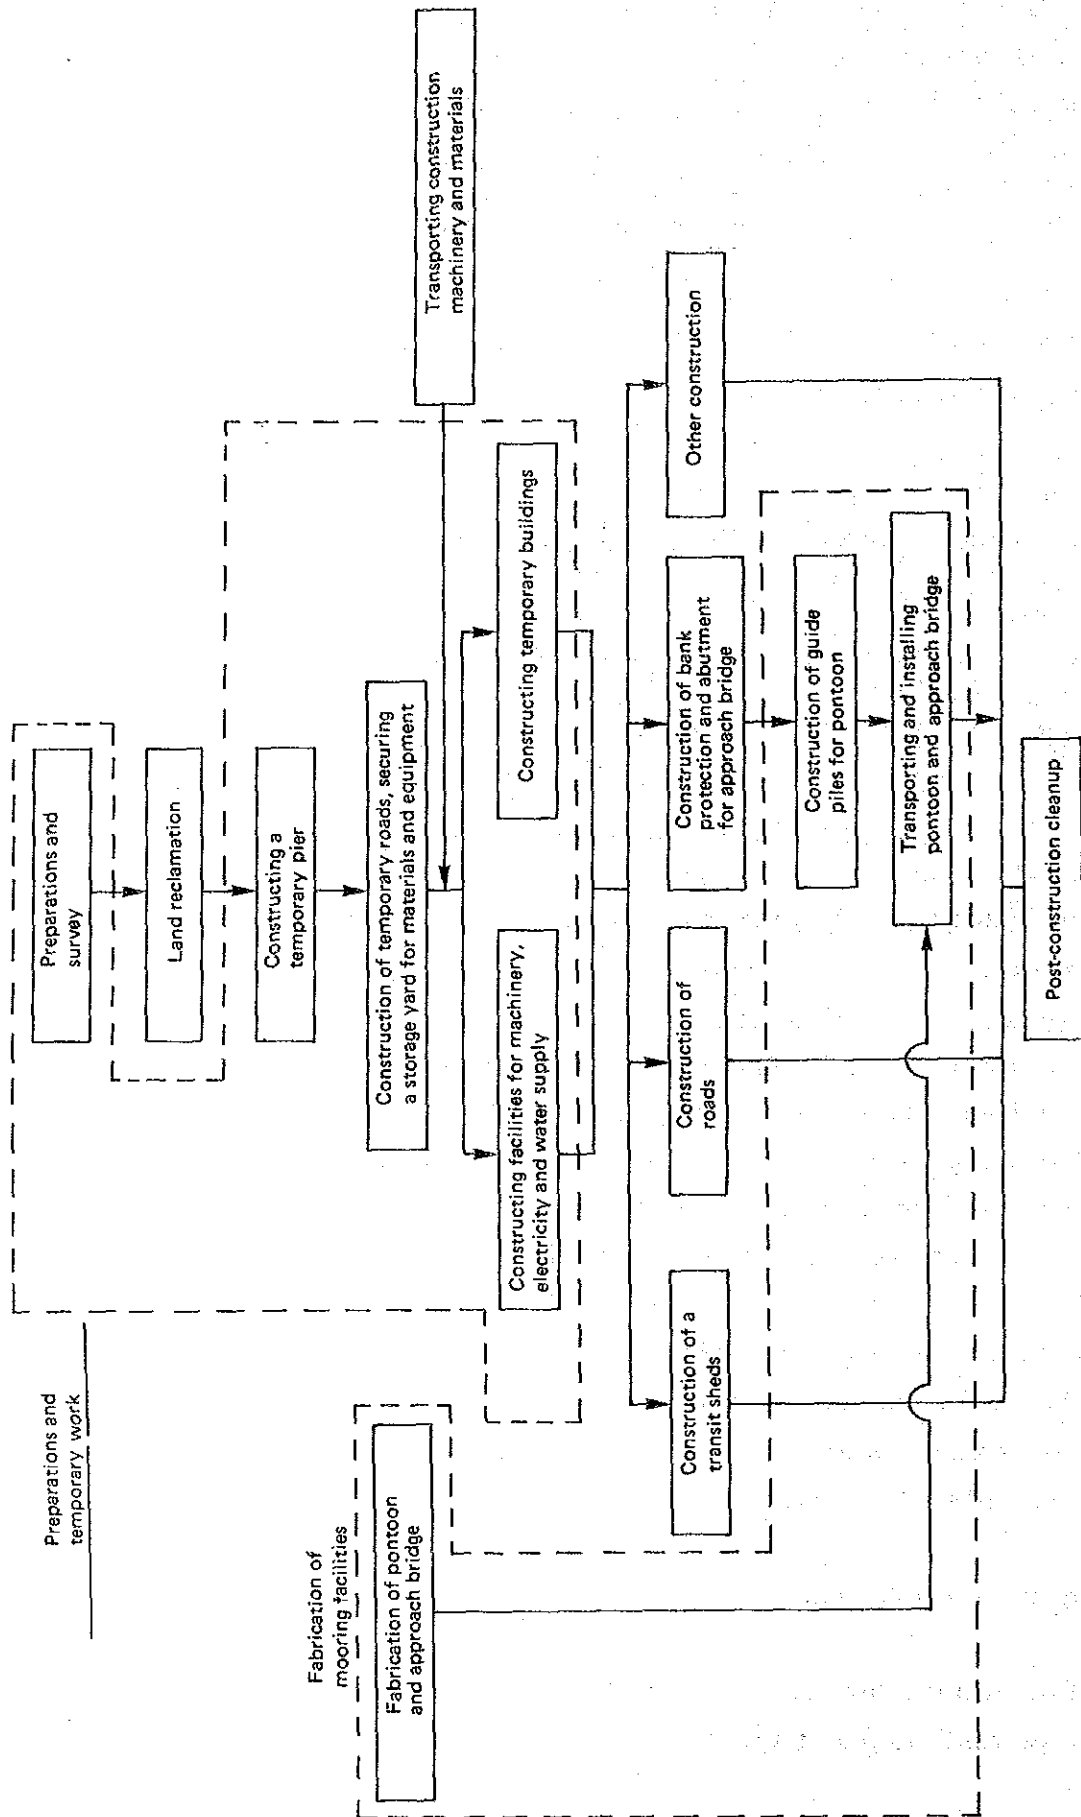 Preparations and
temporary work
Preparations and
survey
Land reclamation
Constructing a
temporary pier
Construction of temporary roads, securing
a storage yard for materials and equipment
Transporting construction
machinery and materials
Constructing facilities for machinery,
electricity and water supply
Constructing temporary buildings
Fabrication of
mooring facilities
Fabrication of pontoon
and approach bridge
Construction of a
transit sheds
Construction of
roads
Construction of bank
protection and abutment
for approach bridge
Other construction
Construction of guide
piles for pontoon
Transporting and installing
pontoon and approach bridge
Post-construction cleanup